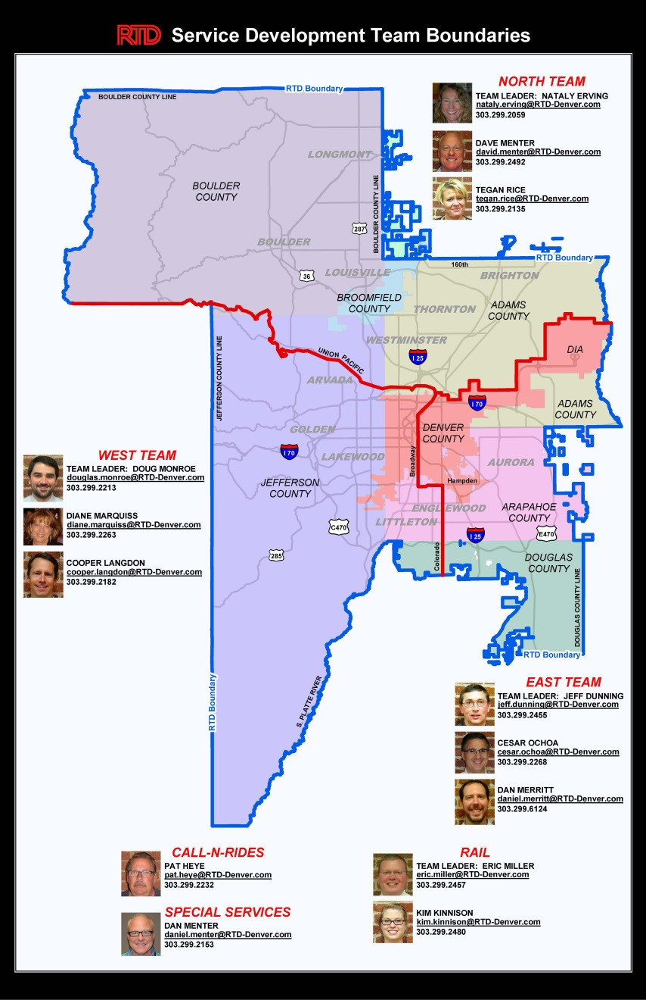 RTD Service Development Team Boundaries
NORTH TEAM
TEAM LEADER: NATALY ERVING
nataly.erving@RTD-Denver.com
303.299.2059
DAVE MENTER
david.menter@RTD-Denver.com
303.299.2492
TEGAN RICE
tegan.rice@RTD-Denver.com
303.299.2135
RTD Boundary
BOULDER COUNTY LINE
LONGMONT
BOULDER
COUNTY
BOULDER COUNTY LINE
287
BOULDER
RTD Boundary
160th
LOUISVILLE
BRIGHTON
36
BROOMFIELD
COUNTY
THORNTON
ADAMS
COUNTY
WESTMINSTER
JEFFERSON COUNTY LINE
UNION PACIFIC
I 25
DIA
ARVADA
I 70
ADAMS
COUNTY
GOLDEN
DENVER
COUNTY
I 70
LAKEWOOD
Broadway
AURORA
JEFFERSON
COUNTY
Hampden
ENGLEWOOD
ARAPAHOE
COUNTY
LITTLETON
C470
I 25
E470
285
Colorado
DOUGLAS
COUNTY
DOUGLAS COUNTY LINE
RTD Boundary
RTD Boundary
S. PLATTE RIVER
WEST TEAM
TEAM LEADER: DOUG MONROE
douglas.monroe@RTD-Denver.com
303.299.2213
DIANE MARQUISS
diane.marquiss@RTD-Denver.com
303.299.2263
COOPER LANGDON
cooper.langdon@RTD-Denver.com
303.299.2182
EAST TEAM
TEAM LEADER: JEFF DUNNING
jeff.dunning@RTD-Denver.com
303.299.2455
CESAR OCHOA
cesar.ochoa@RTD-Denver.com
303.299.2268
DAN MERRITT
daniel.merritt@RTD-Denver.com
303.299.6124
CALL-N-RIDES
PAT HEYE
pat.heye@RTD-Denver.com
303.299.2232
SPECIAL SERVICES
DAN MENTER
daniel.menter@RTD-Denver.com
303.299.2153
RAIL
TEAM LEADER: ERIC MILLER
eric.miller@RTD-Denver.com
303.299.2457
KIM KINNISON
kim.kinnison@RTD-Denver.com
303.299.2480